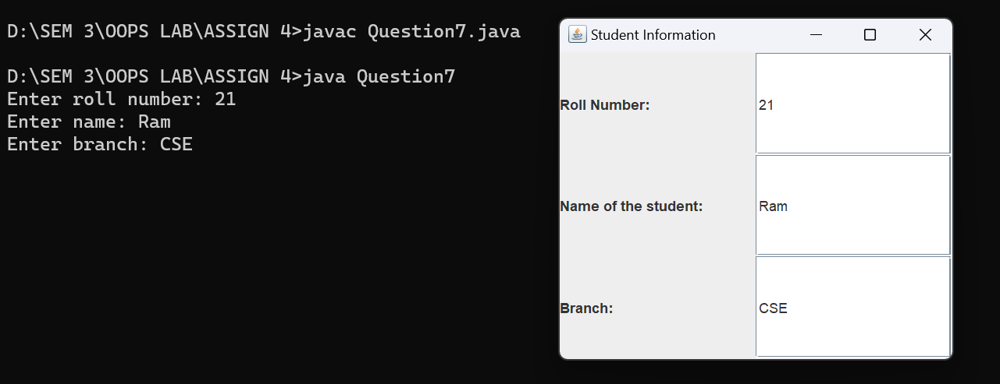 D:\SEM 3\OOPS LAB\ASSIGN 4>javac Question7.java
D:\SEM 3\OOPS LAB\ASSIGN 4>java Question7
Enter roll number: 21
Enter name: Ram
Enter branch: CSE
Student Information
Roll Number: 21
Name of the student: Ram
Branch: CSE